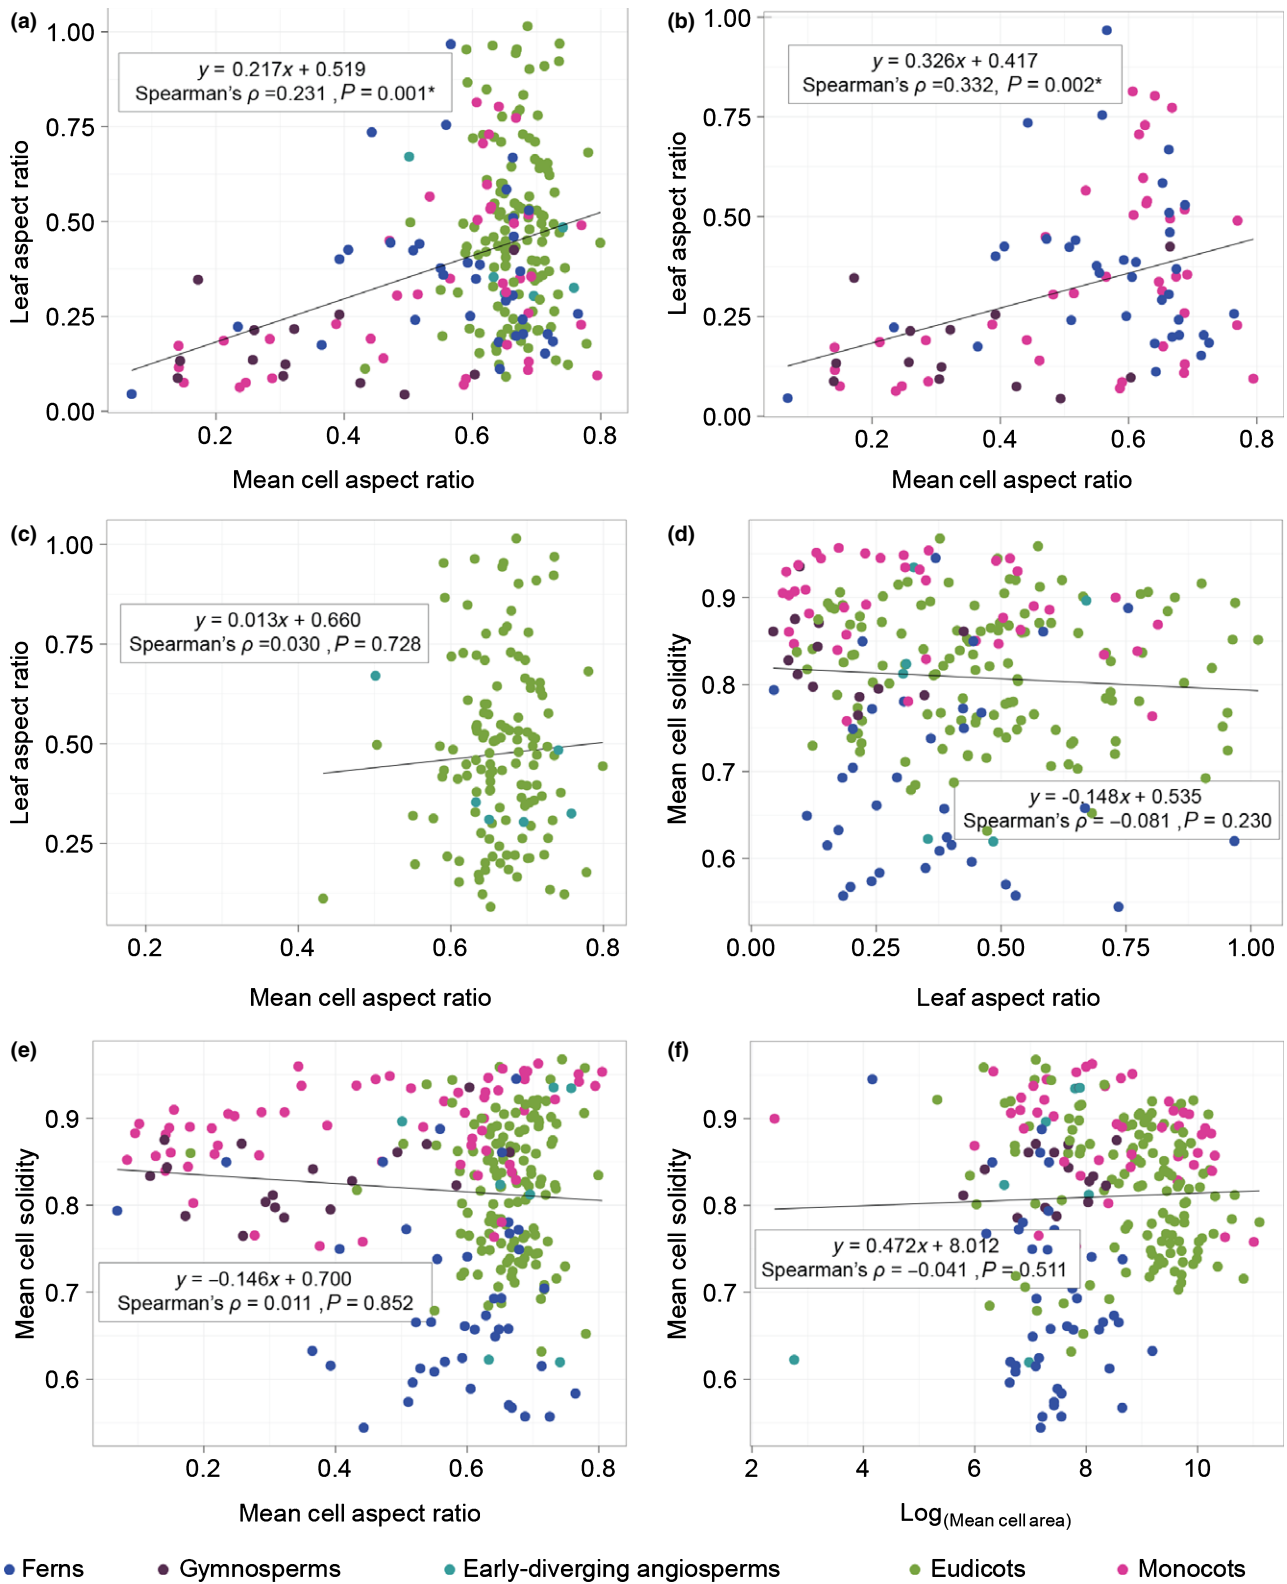 (a)
1.00
0.75
0.50
0.25
0.00
Leaf aspect ratio
y = 0.217x + 0.519
Spearman's ρ =0.231 , P = 0.001*
0.2 0.4 0.6 0.8
Mean cell aspect ratio
(b)
1.00
0.75
0.50
0.25
0.00
Leaf aspect ratio
y = 0.326x + 0.417
Spearman's ρ =0.332, P = 0.002*
0.2 0.4 0.6 0.8
Mean cell aspect ratio
(c)
1.00
0.75
0.50
0.25
Leaf aspect ratio
y = 0.013x + 0.660
Spearman's ρ =0.030 , P = 0.728
0.2 0.4 0.6 0.8
Mean cell aspect ratio
(d)
0.9
0.8
0.7
0.6
Mean cell solidity
y = -0.148x + 0.535
Spearman's ρ = −0.081 , P = 0.230
0.00 0.25 0.50 0.75 1.00
Leaf aspect ratio
(e)
0.9
0.8
0.7
0.6
Mean cell solidity
y = −0.146x + 0.700
Spearman's ρ = 0.011 , P = 0.852
0.2 0.4 0.6 0.8
Mean cell aspect ratio
(f)
0.9
0.8
0.7
0.6
Mean cell solidity
y = 0.472x + 8.012
Spearman's ρ = −0.041 , P = 0.511
2 4 6 8 10
Log(Mean cell area)
Ferns Gymnosperms Early-diverging angiosperms Eudicots Monocots